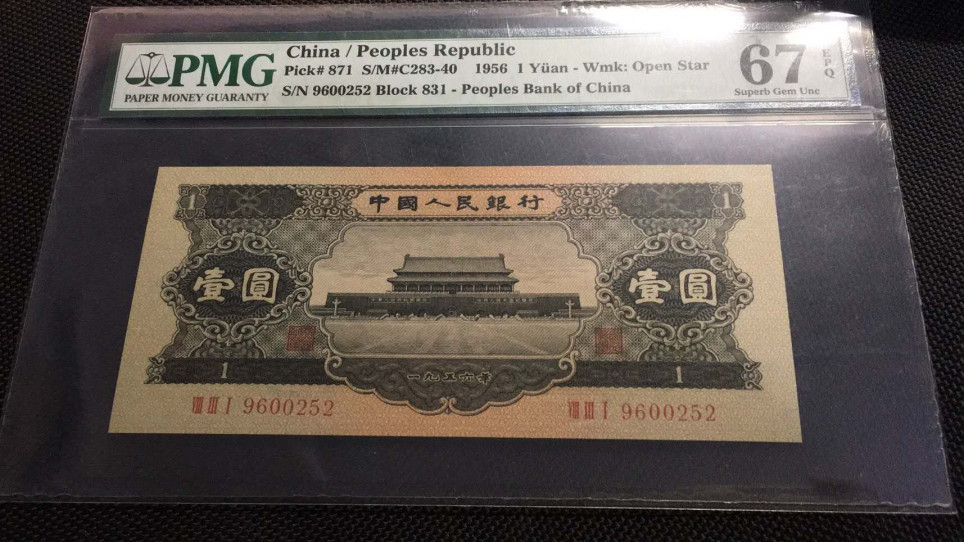 PMG
PAPER MONEY GUARANTY
China / Peoples Republic
Pick# 871 S/M#C283-40 1956 1 Yüan - Wmk: Open Star
S/N 9600252 Block 831 - Peoples Bank of China
67 EPQ
Superb Gem Unc
1 中國人民銀行 1
壹圓 壹圓
一九五六年
1 1
VIII III I 9600252 VIII III I 9600252